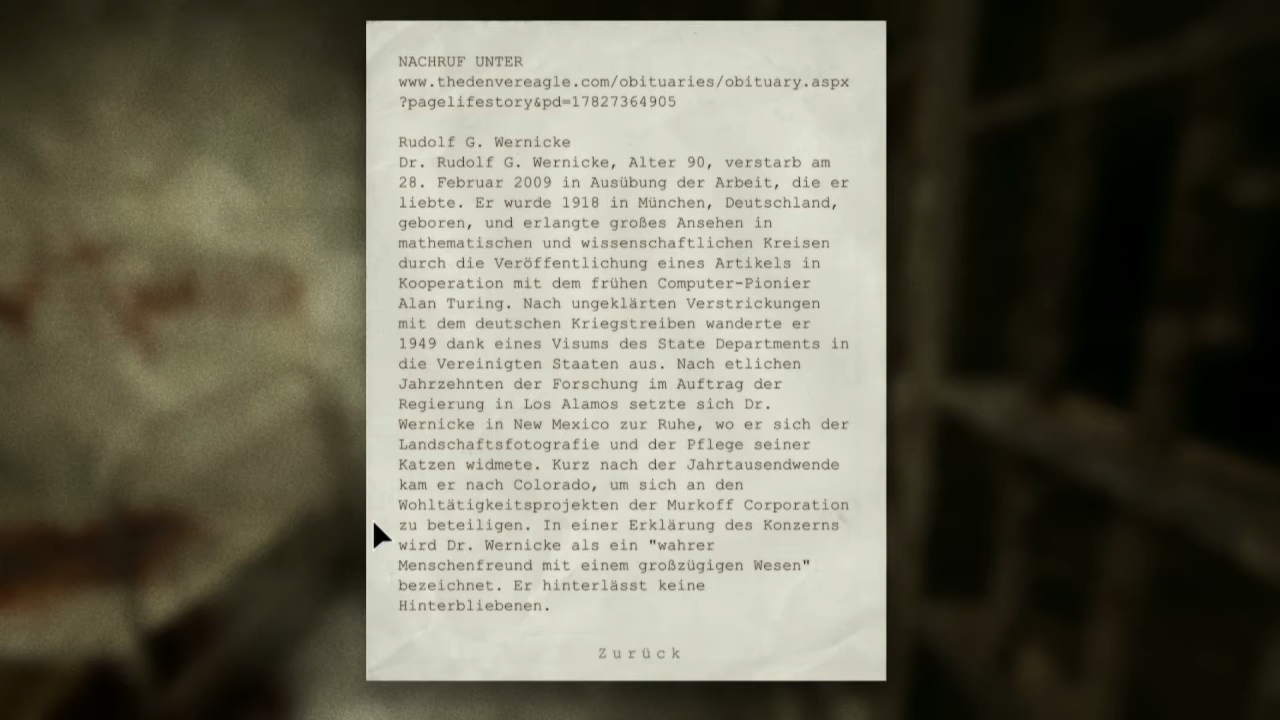 NACHRUF UNTER
www.thedenvereagle.com/obituaries/obituary.aspx
?pagelifestory&pd=17827364905
Rudolf G. Wernicke
Dr. Rudolf G. Wernicke, Alter 90, verstarb am
28. Februar 2009 in Ausübung der Arbeit, die er
liebte. Er wurde 1918 in München, Deutschland,
geboren, und erlangte großes Ansehen in
mathematischen und wissenschaftlichen Kreisen
durch die Veröffentlichung eines Artikels in
Kooperation mit dem frühen Computer-Pionier
Alan Turing. Nach ungeklärten Verstrickungen
mit dem deutschen Kriegstreiben wanderte er
1949 dank eines Visums des State Departments in
die Vereinigten Staaten aus. Nach etlichen
Jahrzehnten der Forschung im Auftrag der
Regierung in Los Alamos setzte sich Dr.
Wernicke in New Mexico zur Ruhe, wo er sich der
Landschaftsfotografie und der Pflege seiner
Katzen widmete. Kurz nach der Jahrtausendwende
kam er nach Colorado, um sich an den
Wohltätigkeitsprojekten der Murkoff Corporation
zu beteiligen. In einer Erklärung des Konzerns
wird Dr. Wernicke als ein "wahrer
Menschenfreund mit einem großzügigen Wesen"
bezeichnet. Er hinterlässt keine
Hinterbliebenen.
Zurück